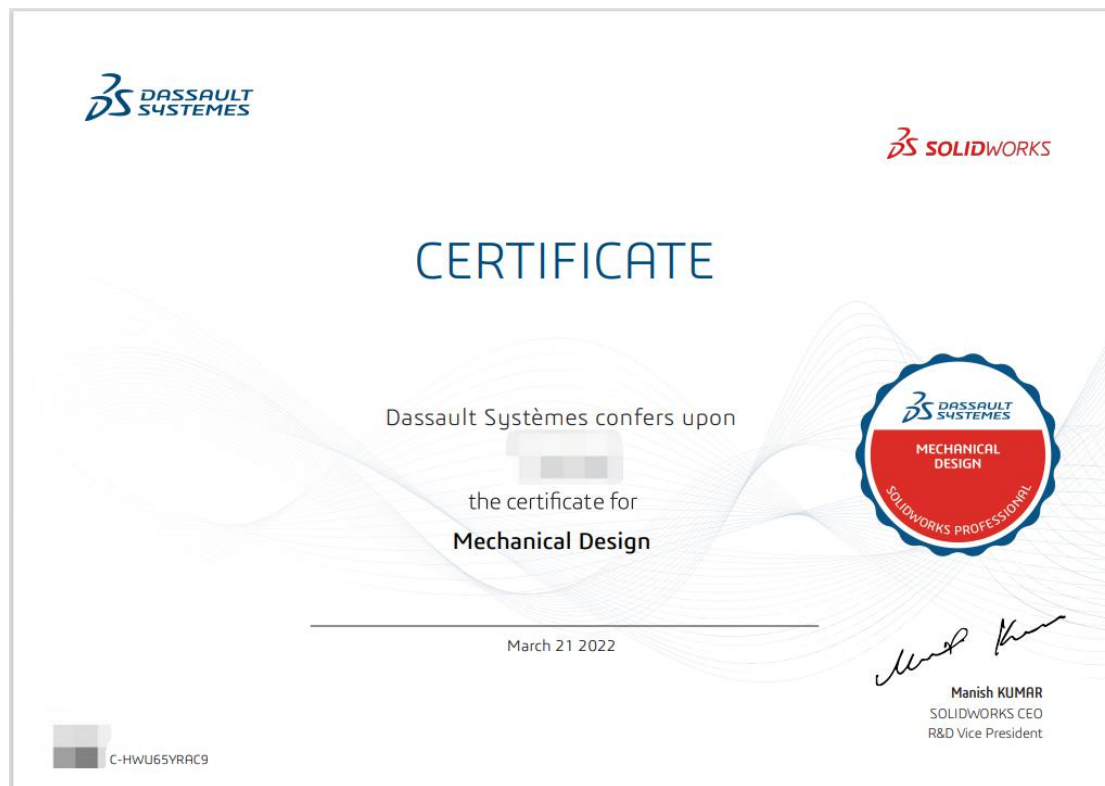 DASSAULT
SYSTEMES
SOLIDWORKS
CERTIFICATE
Dassault Systèmes confers upon
the certificate for
Mechanical Design
DASSAULT
SYSTEMES
MECHANICAL
DESIGN
SOLIDWORKS PROFESSIONAL
March 21 2022
Manish KUMAR
SOLIDWORKS CEO
R&D Vice President
C-HWU65YRAC9